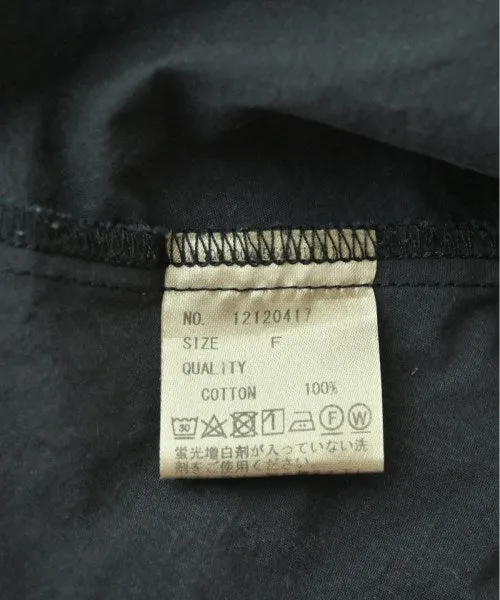 NO. 12120417
SIZE F
QUALITY
COTTON 100%
30 F W
蛍光増白剤が入っていない洗
剤をご使用ください。